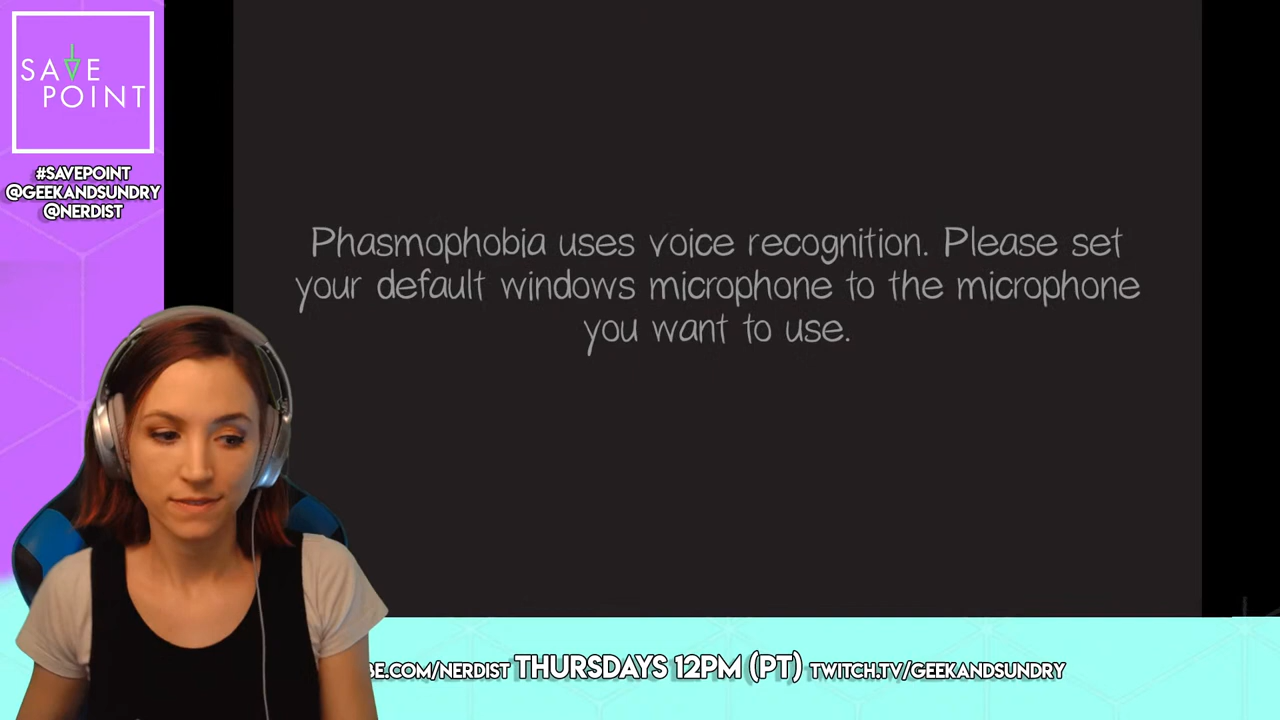 SAVE
POINT
#SAVEPOINT
@GEEKANDSUNDRY
@NERDIST
Phasmophobia uses voice recognition. Please set
your default windows microphone to the microphone
you want to use.
BE.COM/NERDIST THURSDAYS 12PM (PT) TWITCH.TV/GEEKANDSUNDRY